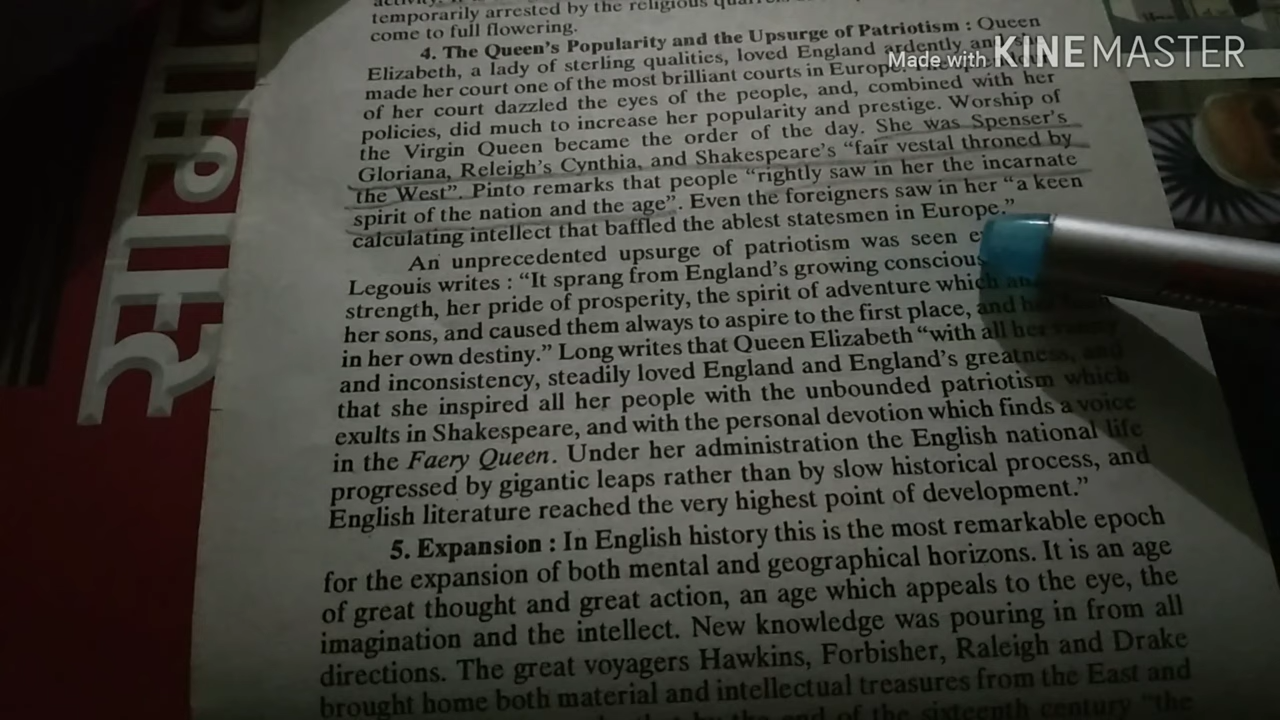 temporarily arrested by the religious
come to full flowering.
4. The Queen's Popularity and the Upsurge of Patriotism : Queen
Elizabeth, a lady of sterling qualities, loved England ardently and
made her court one of the most brilliant courts in Europe.
of her court dazzled the eyes of the people, and, combined with her
policies, did much to increase her popularity and prestige. Worship of
the Virgin Queen became the order of the day. She was Spenser's
Gloriana, Releigh's Cynthia, and Shakespeare's “fair vestal throned by
the West”. Pinto remarks that people “rightly saw in her the incarnate
spirit of the nation and the age”. Even the foreigners saw in her “a keen
calculating intellect that baffled the ablest statesmen in Europe.”
An unprecedented upsurge of patriotism was seen
Legouis writes : “It sprang from England's growing
strength, her pride of prosperity, the spirit of adventure which
her sons, and caused them always to aspire to the first place, and
in her own destiny.” Long writes that Queen Elizabeth “with all her
and inconsistency, steadily loved England and England's greatness, and
that she inspired all her people with the unbounded patriotism which
exults in Shakespeare, and with the personal devotion which finds a voice
in the Faery Queen. Under her administration the English national life
progressed by gigantic leaps rather than by slow historical process, and
English literature reached the very highest point of development.”
5. Expansion : In English history this is the most remarkable epoch
for the expansion of both mental and geographical horizons. It is an age
of great thought and great action, an age which appeals to the eye, the
imagination and the intellect. New knowledge was pouring in from all
directions. The great voyagers Hawkins, Forbisher, Raleigh and Drake
brought home both material and intellectual treasures from the East and
by the end of the sixteenth century “the
Made with KINEMASTER